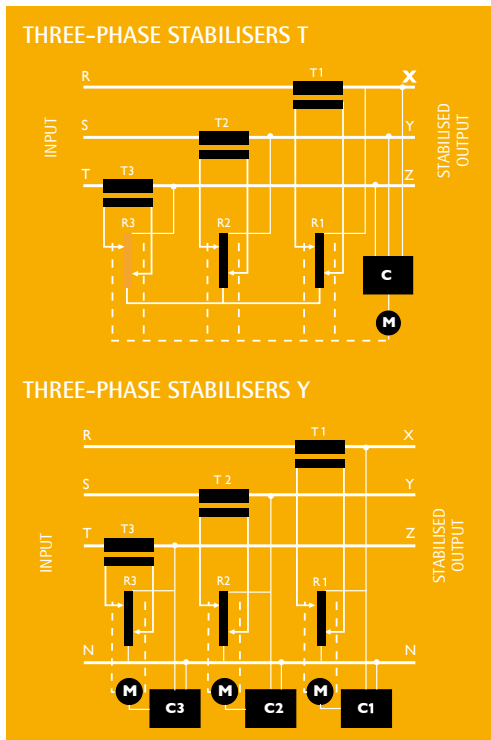 THREE-PHASE STABILISERS T
T1
R X
T2
S Y
T3
T Z
INPUT
STABILISED
OUTPUT
R3 R2 R1
C
M
THREE-PHASE STABILISERS Y
T1
R X
T 2
S Y
T3
T Z
INPUT
STABILISED
OUTPUT
R3 R2 R1
N N
M M M
C3 C2 C1